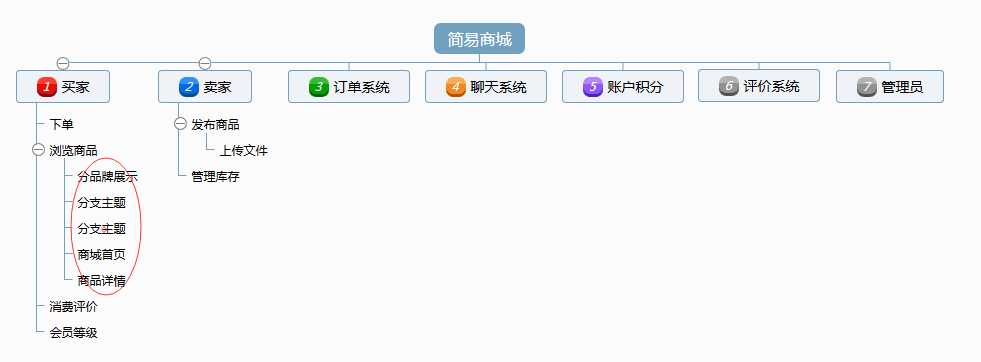 简易商城
1 买家
2 卖家
3 订单系统
4 聊天系统
5 账户积分
6 评价系统
7 管理员
下单
浏览商品
分品牌展示
分支主题
分支主题
商城首页
商品详情
消费评价
会员等级
发布商品
上传文件
管理库存